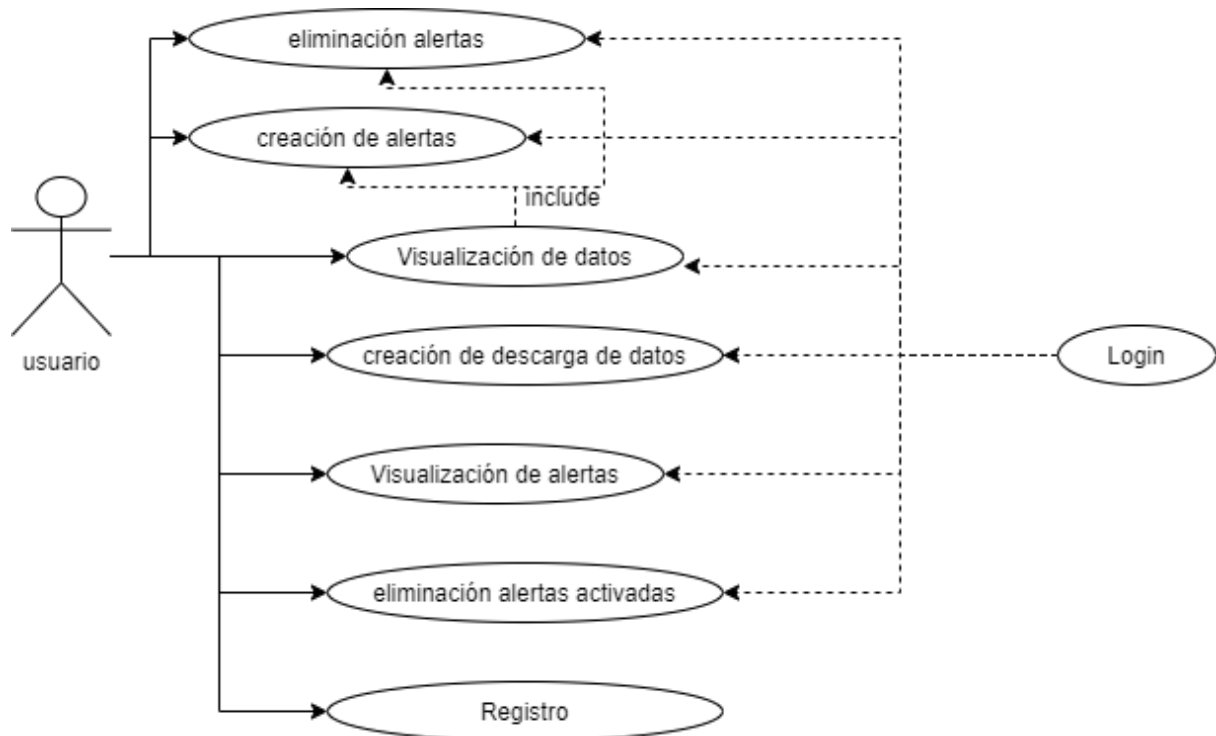 eliminación alertas
creación de alertas
include
Visualización de datos
usuario
creación de descarga de datos
Login
Visualización de alertas
eliminación alertas activadas
Registro